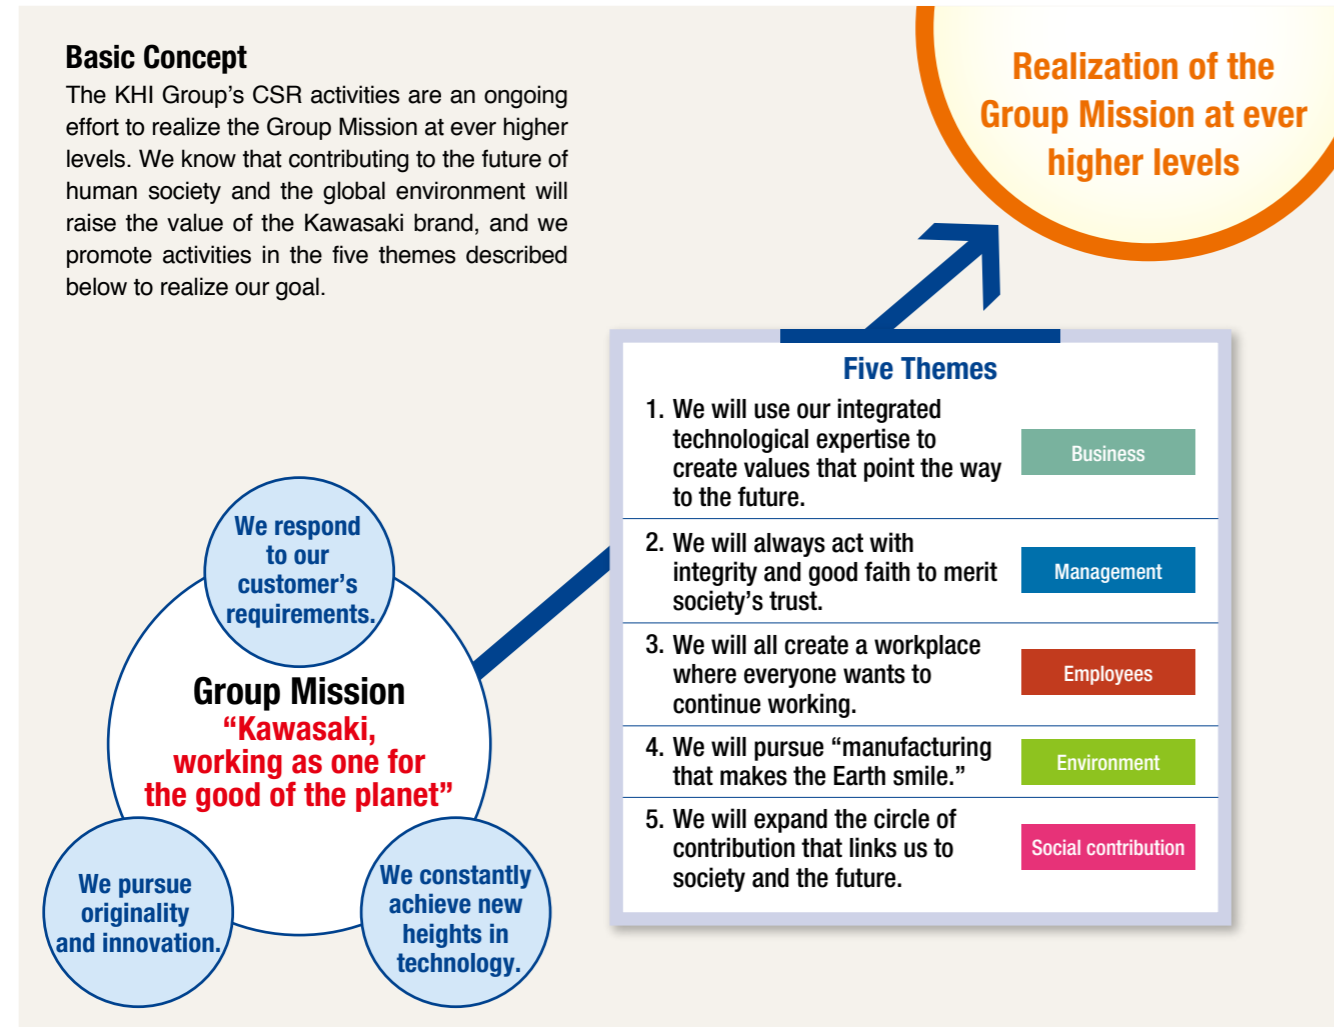 Basic Concept
The KHI Group's CSR activities are an ongoing
effort to realize the Group Mission at ever higher
levels. We know that contributing to the future of
human society and the global environment will
raise the value of the Kawasaki brand, and we
promote activities in the five themes described
below to realize our goal.
Realization of the
Group Mission at ever
higher levels
Five Themes
1. We will use our integrated
technological expertise to
create values that point the way
to the future.
Business
2. We will always act with
integrity and good faith to merit
society's trust.
Management
3. We will all create a workplace
where everyone wants to
continue working.
Employees
4. We will pursue “manufacturing
that makes the Earth smile.”
Environment
5. We will expand the circle of
contribution that links us to
society and the future.
Social contribution
We respond
to our
customer's
requirements.
Group Mission
“Kawasaki,
working as one for
the good of the planet”
We pursue
originality
and innovation.
We constantly
achieve new
heights in
technology.